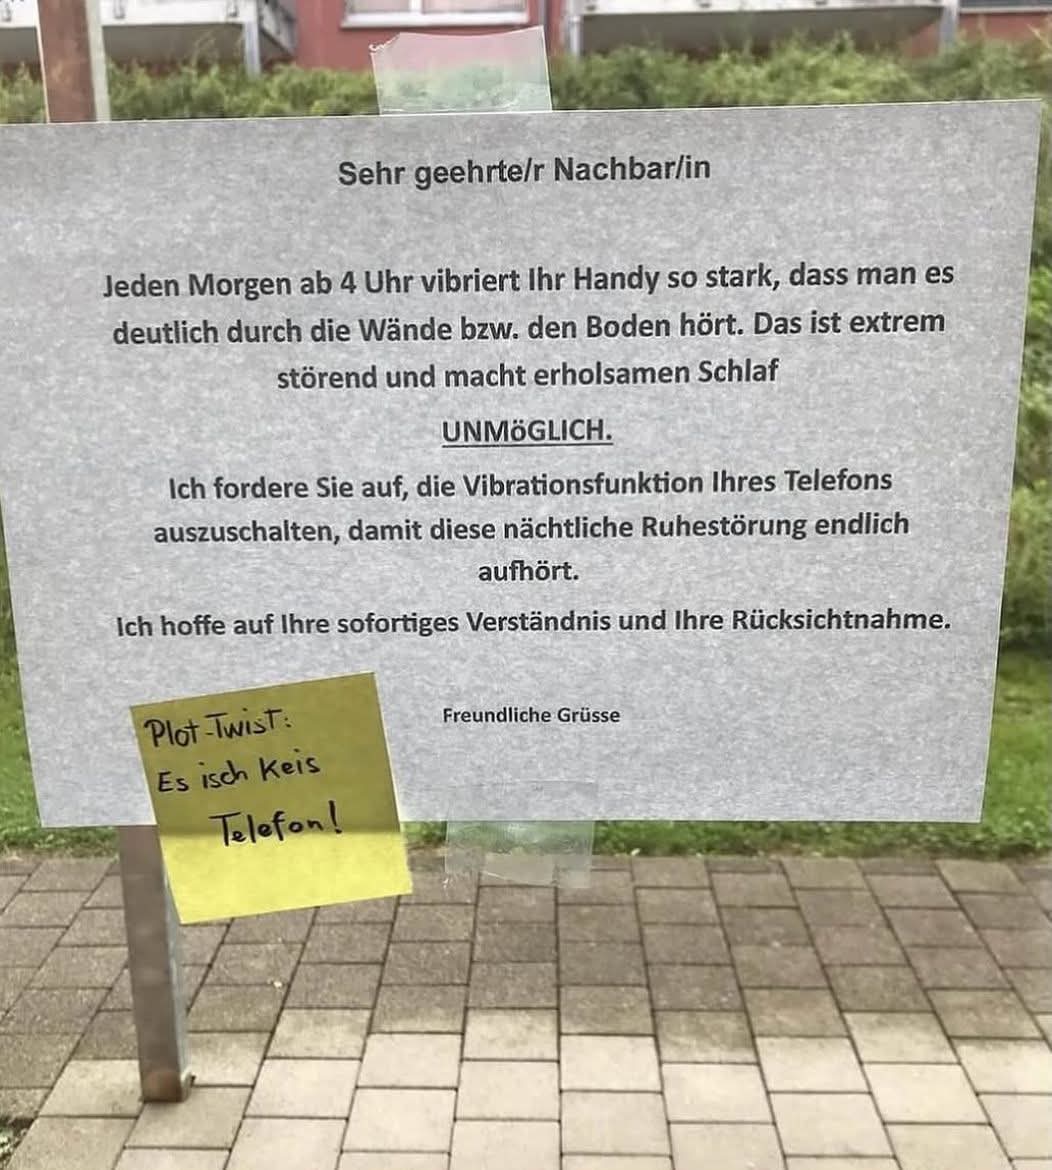 Sehr geehrte/r Nachbar/in
Jeden Morgen ab 4 Uhr vibriert Ihr Handy so stark, dass man es
deutlich durch die Wände bzw. den Boden hört. Das ist extrem
störend und macht erholsamen Schlaf
UNMöGLICH.
Ich fordere Sie auf, die Vibrationsfunktion Ihres Telefons
auszuschalten, damit diese nächtliche Ruhestörung endlich
aufhört.
Ich hoffe auf Ihre sofortiges Verständnis und Ihre Rücksichtnahme.
Freundliche Grüsse
Plot-Twist:
Es isch Keis
Telefon!